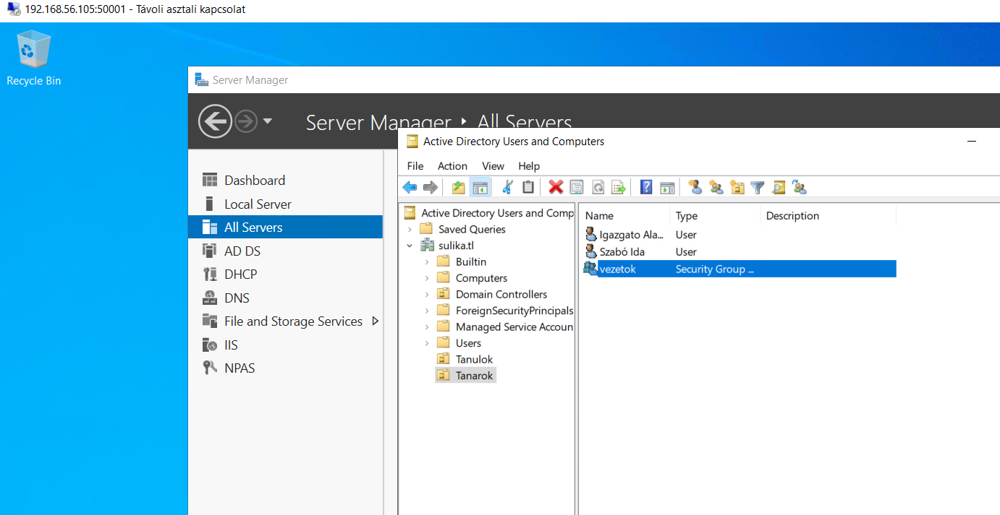 192.168.56.105:50001 - Távoli asztali kapcsolat
Recycle Bin
Server Manager
Server Manager All Servers
Dashboard
Local Server
All Servers
AD DS
DHCP
DNS
File and Storage Services
IIS
NPAS
Active Directory Users and Computers
File Action View Help
Active Directory Users and Comp
Saved Queries
sulika.tl
Builtin
Computers
Domain Controllers
ForeignSecurityPrincipals
Managed Service Accoun
Users
Tanulok
Tanarok
Name Type Description
Igazgato Ala... User
Szabó Ida User
vezetok Security Group ...